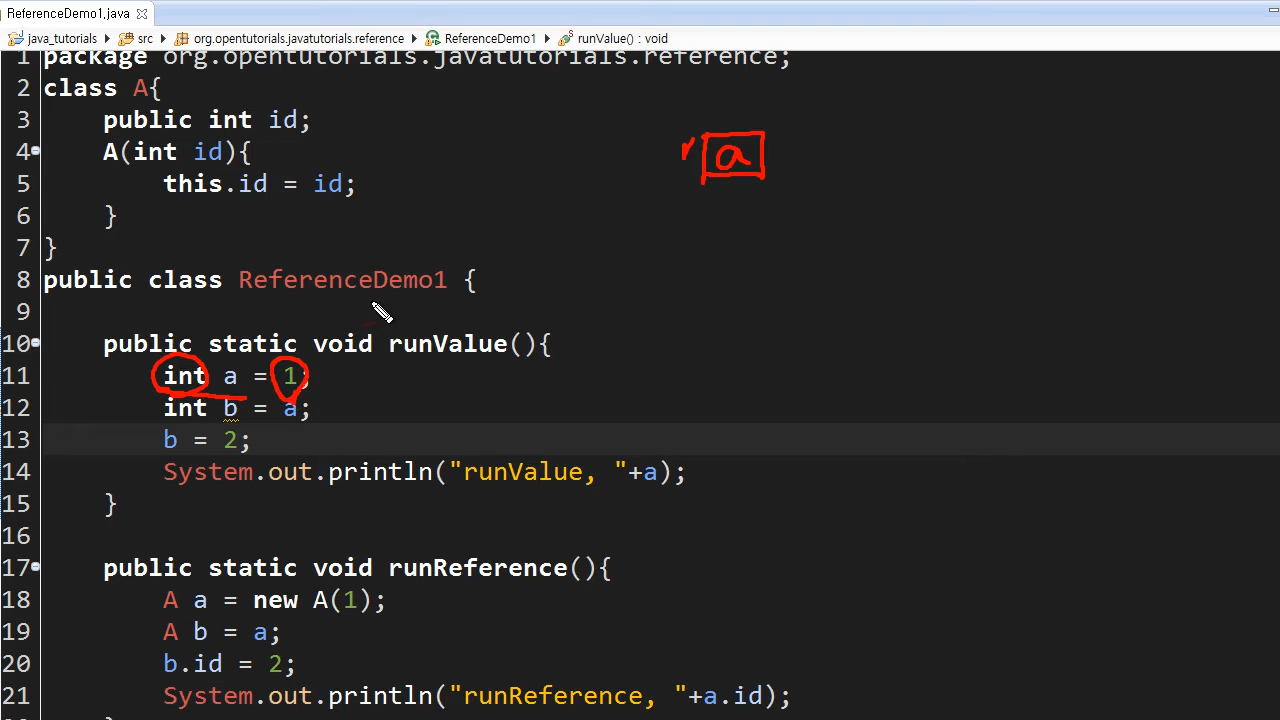 ReferenceDemo1.java
java_tutorials src org.opentutorials.javatutorials.reference ReferenceDemo1 runValue() : void
1 package org.opentutorials.javatutorials.reference;
2 class A{
3 public int id;
4 A(int id){
5 this.id = id;
6 }
7 }
8 public class ReferenceDemo1 {
9
10 public static void runValue(){
11 int a = 1;
12 int b = a;
13 b = 2;
14 System.out.println("runValue, "+a);
15 }
16
17 public static void runReference(){
18 A a = new A(1);
19 A b = a;
20 b.id = 2;
21 System.out.println("runReference, "+a.id);
a